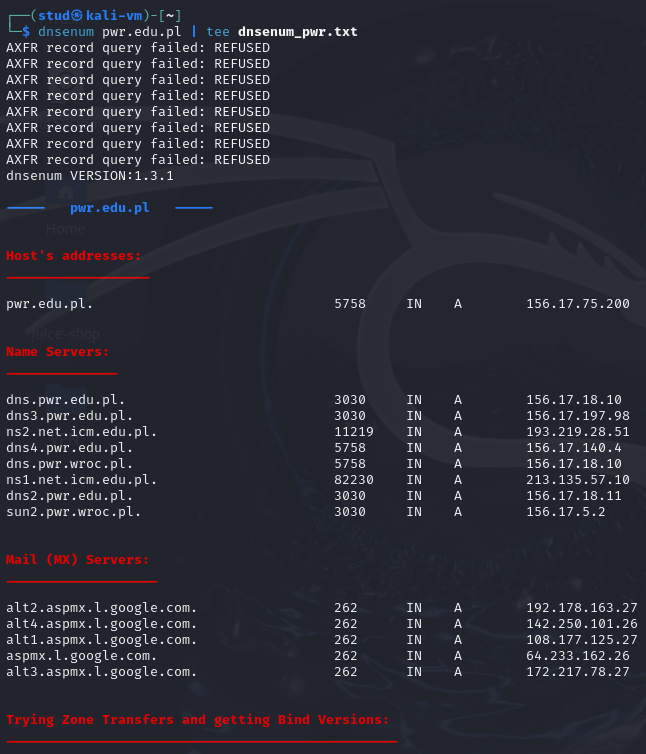 ┌──(stud㉿kali-vm)-[~]
└─$ dnsenum pwr.edu.pl | tee dnsenum_pwr.txt
AXFR record query failed: REFUSED
AXFR record query failed: REFUSED
AXFR record query failed: REFUSED
AXFR record query failed: REFUSED
AXFR record query failed: REFUSED
AXFR record query failed: REFUSED
AXFR record query failed: REFUSED
AXFR record query failed: REFUSED
dnsenum VERSION:1.3.1
----- pwr.edu.pl -----
Home
Host's addresses:
__________________
pwr.edu.pl. 5758 IN A 156.17.75.200
juice-shop
Name Servers:
______________
dns.pwr.edu.pl. 3030 IN A 156.17.18.10
dns3.pwr.edu.pl. 3030 IN A 156.17.197.98
ns2.net.icm.edu.pl. 11219 IN A 193.219.28.51
dns4.pwr.edu.pl. 5758 IN A 156.17.140.4
dns.pwr.wroc.pl. 5758 IN A 156.17.18.10
ns1.net.icm.edu.pl. 82230 IN A 213.135.57.10
dns2.pwr.edu.pl. 3030 IN A 156.17.18.11
sun2.pwr.wroc.pl. 3030 IN A 156.17.5.2
Mail (MX) Servers:
___________________
alt2.aspmx.l.google.com. 262 IN A 192.178.163.27
alt4.aspmx.l.google.com. 262 IN A 142.250.101.26
alt1.aspmx.l.google.com. 262 IN A 108.177.125.27
aspmx.l.google.com. 262 IN A 64.233.162.26
alt3.aspmx.l.google.com. 262 IN A 172.217.78.27
Trying Zone Transfers and getting Bind Versions:
_________________________________________________